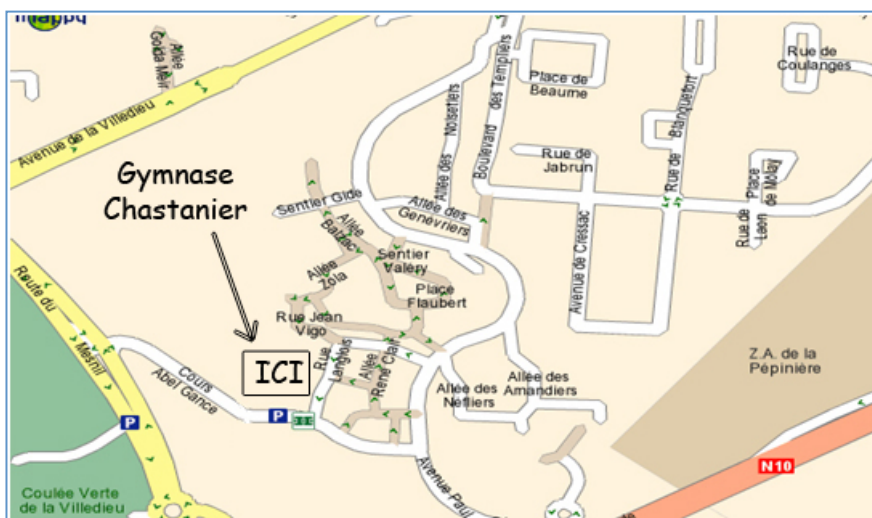 mappy
Allée
Golda Meir
Avenue de la Villedieu
Gymnase
Chastanier
Route du
Mesnil
Cours
Abel Gance
P
P
ICI
Coulée Verte
de la Villedieu
Sentier Gide
Allée
Balzac
Allée
Zola
Rue Jean
Vigo
Rue
Langlois
Allée
René Clair
Sentier
Valéry
Place
Flaubert
Allée des
Genévriers
Allée des
Noisetiers
Boulevard des Templiers
Place de
Beaune
Rue de
Jabrun
Avenue de Cressac
Rue de
Blanquefort
Rue de
Coulanges
Rue de
Léon
Place
de Molay
Allée des
Néfliers
Allée des
Amandiers
Avenue Paul
Z.A. de la
Pépinière
N10